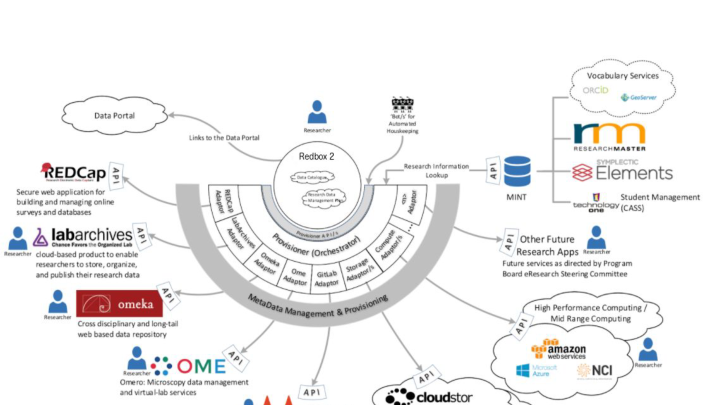 Data Portal
Links to the Data Portal
Researcher
'Bot/s' for
Automated
Housekeeping
Vocabulary Services
ORCID
GeoServer
RESEARCHMASTER
SYMPLECTIC
Elements
technology
one
Student Management
(CASS)
Redbox 2
Data Catalogue
Research Data
Management Plan
Research Information
Lookup
API
MINT
REDCap
API
Secure web application for
building and managing online
surveys and databases
Provisioner API/s
Provisioner (Orchestrator)
REDCap
Adaptor
LabArchives
Adaptor
Omeka
Adaptor
Ome
Adaptor
GitLab
Adaptor
Storage
Adaptor/s
Compute
Adaptor/s
...
Adaptor
MetaData Management & Provisioning
labarchives
Chance Favors the Organized Lab
API
Researcher
cloud-based product to enable
researchers to store, organize,
and publish their research data
API
Other Future
Research Apps
Researcher
Future services as directed by Program
Board eResearch Steering Committee
omeka
API
Researcher
Cross disciplinary and long-tail
web based data repository
High Performance Computing /
Mid Range Computing
API
amazon
webservices
Microsoft
Azure
NCI
Researcher
OME
API
Researcher
Omero: Microscopy data management
and virtual-lab services
API
API
cloudstor